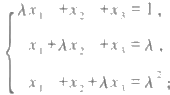 λx₁ + x₂ + x₃ = 1 ,
x₁ + λx₂ + x₃ = λ ,
x₁ + x₂ + λx₃ = λ² ;